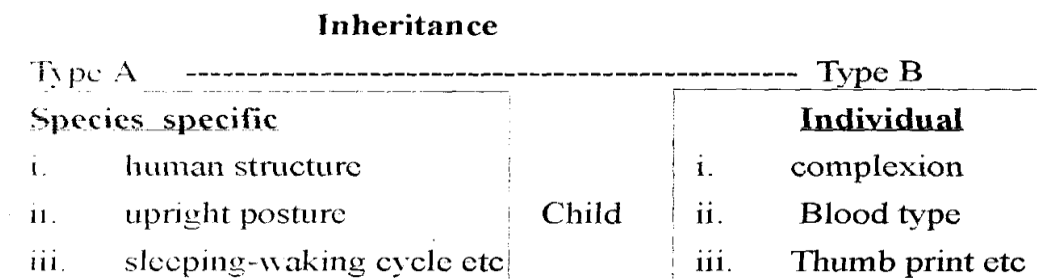 Inheritance
Type A ------------------------------------------ Type B
Species specific Individual
i. human structure i. complexion
ii. upright posture Child ii. Blood type
iii. sleeping-waking cycle etc iii. Thumb print etc